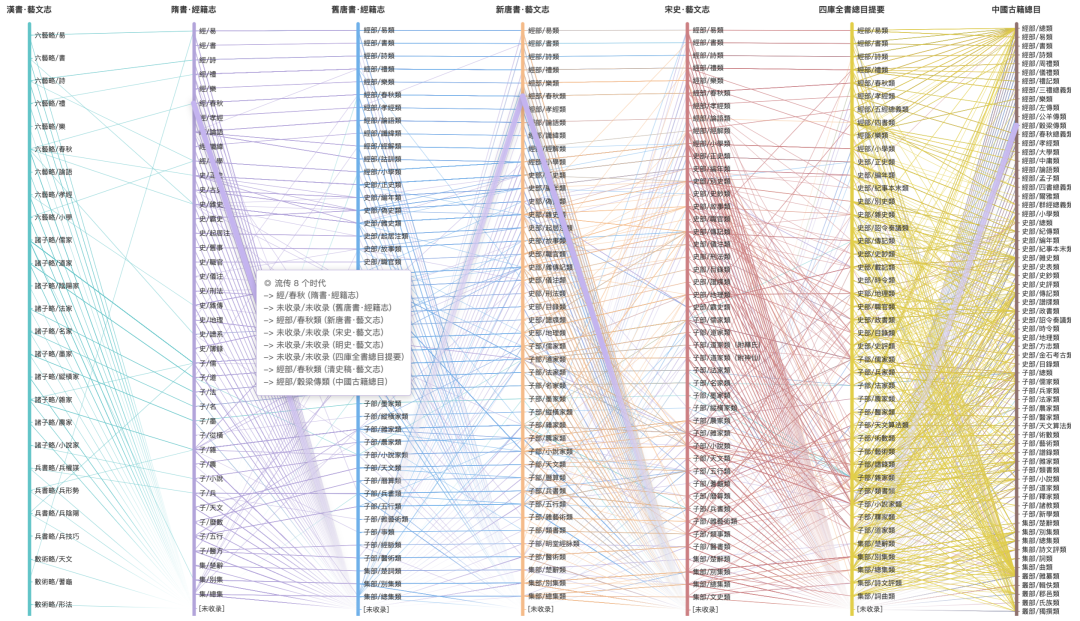 漢書·藝文志
隋書·經籍志
舊唐書·經籍志
新唐書·藝文志
宋史·藝文志
四庫全書總目提要
中國古籍總目
六藝略/易
六藝略/書
六藝略/詩
六藝略/禮
六藝略/樂
六藝略/春秋
六藝略/論語
六藝略/孝經
六藝略/小學
諸子略/儒家
諸子略/道家
諸子略/陰陽家
諸子略/法家
諸子略/名家
諸子略/墨家
諸子略/縱橫家
諸子略/雜家
諸子略/農家
諸子略/小説家
兵書略/兵權謀
兵書略/兵形勢
兵書略/兵陰陽
兵書略/兵技巧
數術略/天文
數術略/蓍龜
數術略/形法
經/易
經/書
經/詩
經/禮
經/樂
經/春秋
經/孝經
經/論語
史/古史
史/雜史
史/霸史
史/起居注
史/舊事
史/職官
史/儀注
史/刑法
史/雜傳
史/地理
史/譜系
史/簿錄
子/儒
子/道
子/法
子/名
子/墨
子/從橫
子/雜
子/農
子/小説
子/兵
子/天文
子/曆數
子/五行
子/醫方
集/楚辭
集/別集
集/總集
[未收录]
經部/易類
經部/書類
經部/詩類
經部/禮類
經部/樂類
經部/春秋類
經部/孝經類
經部/論語類
經部/讖緯類
經部/經解類
經部/詁訓類
經部/小學類
史部/正史類
史部/編年類
史部/偽史類
史部/雜史類
史部/起居注類
史部/故事類
史部/職官類
子部/墨家類
子部/縱橫家類
子部/雜家類
子部/農家類
子部/小説家類
子部/天文類
子部/曆算類
子部/兵書類
子部/五行類
子部/雜藝術類
子部/事類
子部/經脈類
子部/醫術類
集部/楚詞類
集部/別集類
集部/總集類
[未收录]
◎ 流传 8 个时代
–> 經/春秋 (隋書·經籍志)
–> 未收录/未收录 (舊唐書·經籍志)
–> 經部/春秋類 (新唐書·藝文志)
–> 未收录/未收录 (宋史·藝文志)
–> 未收录/未收录 (明史·藝文志)
–> 未收录/未收录 (四庫全書總目提要)
–> 經部/春秋類 (清史稿·藝文志)
–> 經部/穀梁傳類 (中國古籍總目)
經部/易類
經部/書類
經部/詩類
經部/禮類
經部/樂類
經部/春秋類
經部/孝經類
經部/論語類
經部/讖緯類
經部/經解類
經部/小學類
史部/雜史類
史部/起居注類
史部/故事類
史部/職官類
史部/雜傳記類
史部/儀注類
史部/刑法類
史部/目錄類
史部/譜牒類
史部/地理類
子部/儒家類
子部/道家類
子部/法家類
子部/名家類
子部/墨家類
子部/縱橫家類
子部/雜家類
子部/農家類
子部/小説家類
子部/天文類
子部/曆算類
子部/兵書類
子部/五行類
子部/雜藝術類
子部/類書類
子部/明堂經脈類
子部/醫術類
集部/楚辭類
集部/別集類
集部/總集類
[未收录]
經部/易類
經部/書類
經部/詩類
經部/禮類
經部/樂類
經部/春秋類
經部/孝經類
經部/論語類
經部/經解類
經部/小學類
史部/正史類
史部/編年類
史部/別史類
史部/史鈔類
史部/故事類
史部/職官類
史部/傳記類
史部/儀注類
史部/刑法類
史部/目錄類
史部/譜牒類
史部/地理類
史部/霸史類
子部/儒家類
子部/道家類
子部/道家類 (附釋氏)
子部/道家類 (附神仙)
子部/法家類
子部/名家類
子部/墨家類
子部/縱橫家類
子部/農家類
子部/雜家類
子部/小説類
子部/天文類
子部/五行類
子部/蓍龜類
子部/曆算類
子部/兵書類
子部/雜藝術類
子部/類事類
子部/醫書類
集部/楚辭類
集部/別集類
集部/總集類
集部/文史類
[未收录]
經部/易類
經部/書類
經部/詩類
經部/禮類
經部/春秋類
經部/孝經類
經部/五經總義類
經部/四書類
經部/樂類
經部/小學類
史部/正史類
史部/編年類
史部/紀事本末類
史部/別史類
史部/雜史類
史部/詔令奏議類
史部/傳記類
史部/史鈔類
史部/載記類
史部/時令類
史部/地理類
史部/職官類
史部/政書類
史部/目錄類
史部/史評類
子部/儒家類
子部/兵家類
子部/法家類
子部/農家類
子部/醫家類
子部/天文算法類
子部/術數類
子部/藝術類
子部/譜錄類
子部/雜家類
子部/類書類
子部/小説家類
子部/釋家類
子部/道家類
集部/楚辭類
集部/別集類
集部/總集類
集部/詩文評類
集部/詞曲類
[未收录]
經部/總類
經部/易類
經部/書類
經部/詩類
經部/周禮類
經部/儀禮類
經部/禮記類
經部/三禮總義類
經部/樂類
經部/左傳類
經部/公羊傳類
經部/穀梁傳類
經部/春秋總義類
經部/孝經類
經部/大學類
經部/中庸類
經部/論語類
經部/孟子類
經部/四書總義類
經部/爾雅類
經部/群經總義類
經部/小學類
史部/總類
史部/紀傳類
史部/編年類
史部/紀事本末類
史部/雜史類
史部/史表類
史部/史鈔類
史部/史評類
史部/傳記類
史部/譜牒類
史部/政書類
史部/職官類
史部/詔令奏議類
史部/時令類
史部/地理類
史部/方志類
史部/金石考古類
史部/目錄類
子部/總類
子部/儒家類
子部/兵家類
子部/法家類
子部/農家類
子部/醫家類
子部/天文算法類
子部/術數類
子部/藝術類
子部/譜錄類
子部/雜家類
子部/類書類
子部/小説類
子部/道家類
子部/釋家類
子部/諸教類
子部/新學類
集部/楚辭類
集部/別集類
集部/總集類
集部/詩文評類
集部/詞類
集部/曲類
叢部/雜纂類
叢部/輯佚類
叢部/郡邑類
叢部/氏族類
叢部/獨撰類